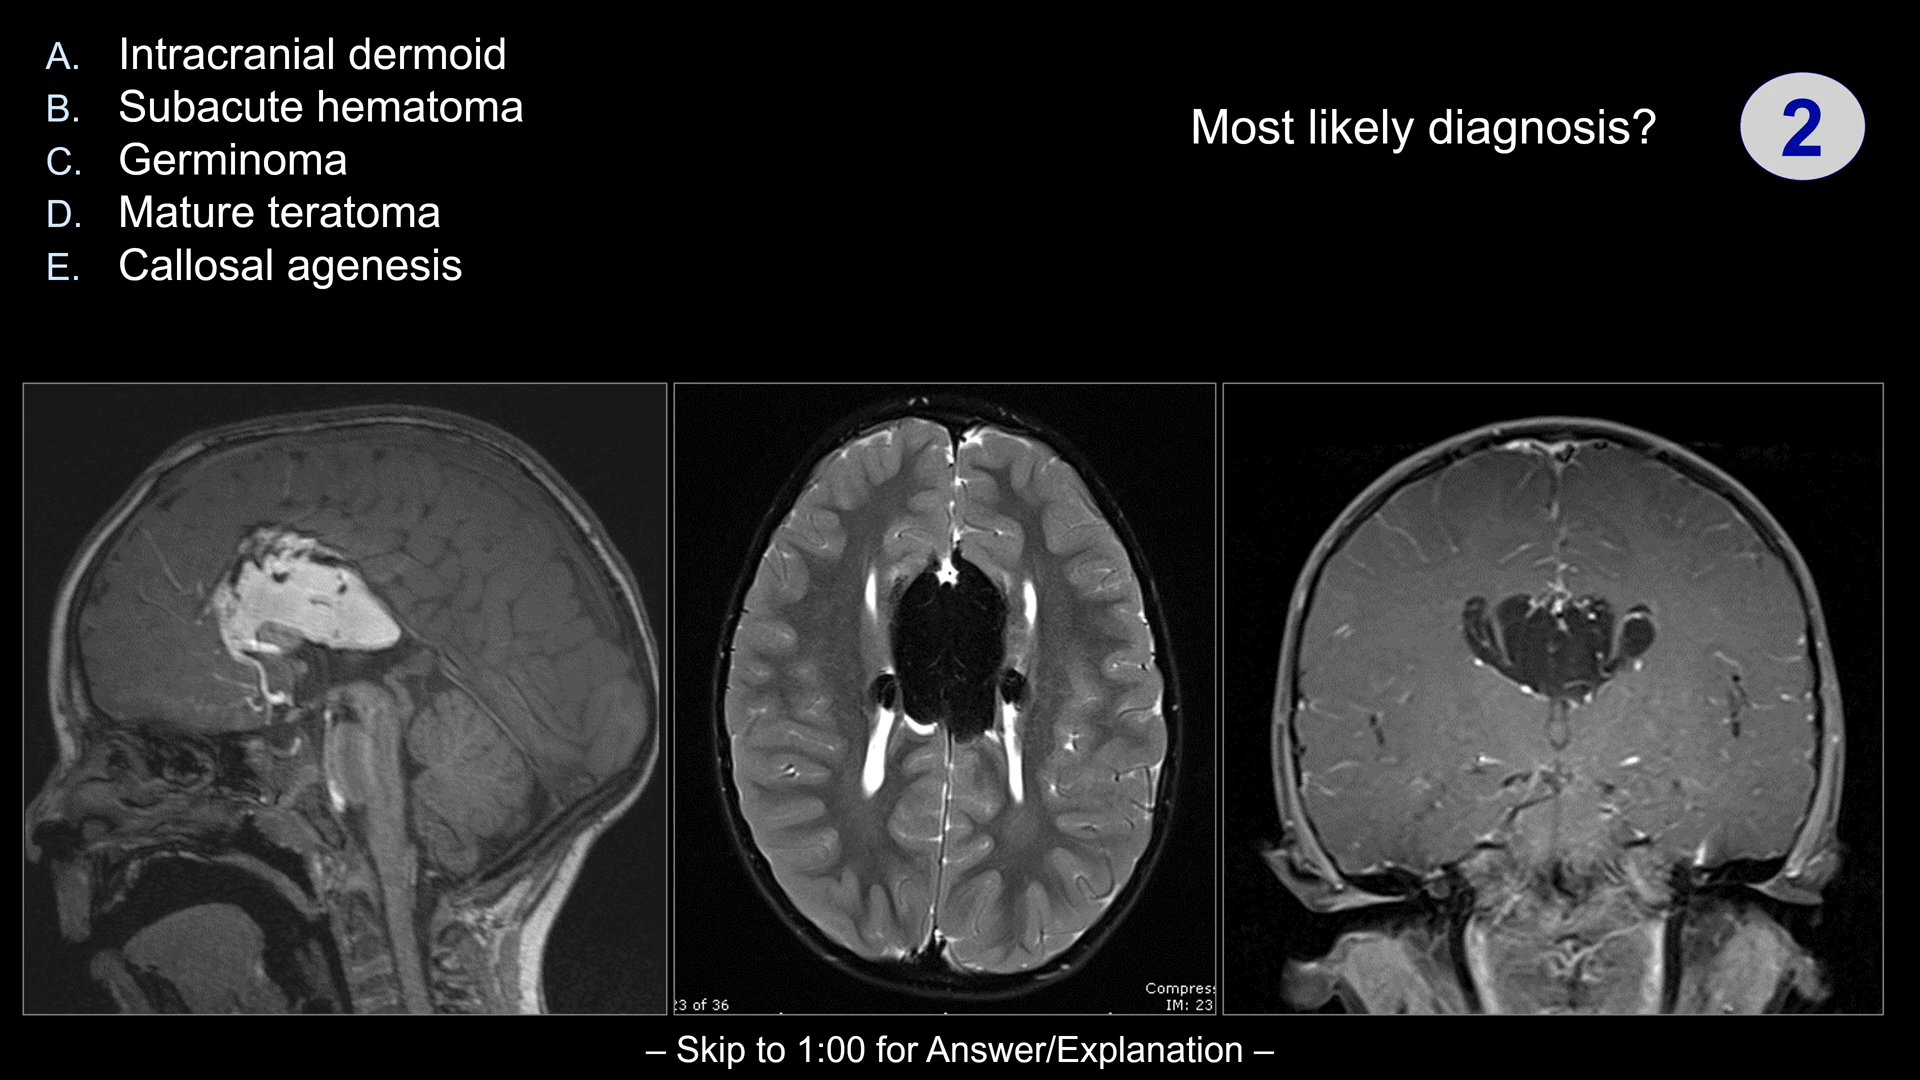 A. Intracranial dermoid
B. Subacute hematoma
C. Germinoma
D. Mature teratoma
E. Callosal agenesis
Most likely diagnosis?
2
23 of 36
Compress
IM: 23
– Skip to 1:00 for Answer/Explanation –